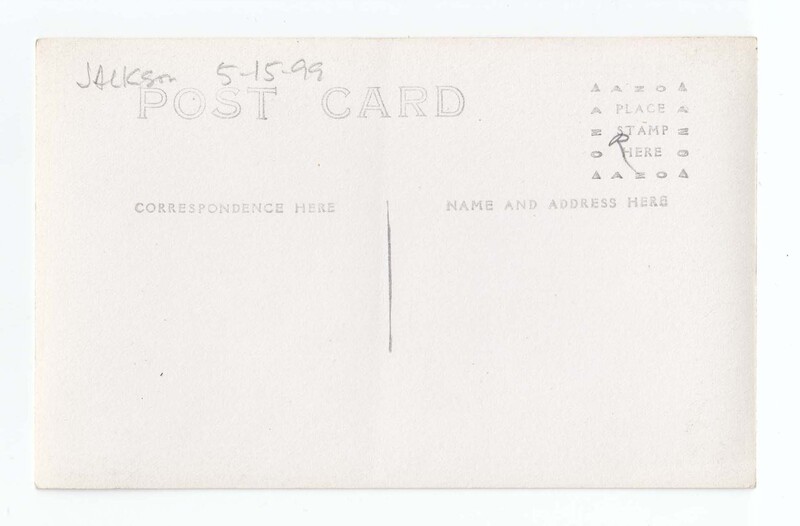 JACKSON 5-15-99
POST CARD
AZO
PLACE
STAMP
HERE
R
AZO
CORRESPONDENCE HERE
NAME AND ADDRESS HERE